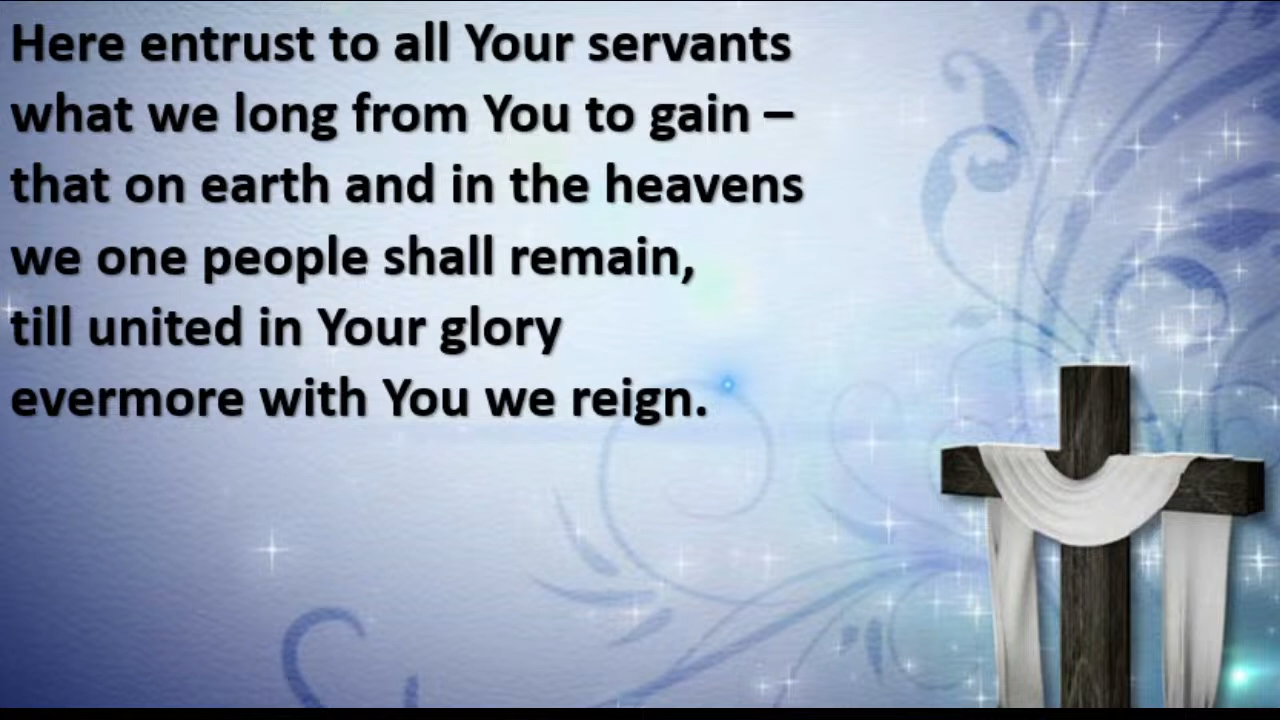 Here entrust to all Your servants
what we long from You to gain –
that on earth and in the heavens
we one people shall remain,
till united in Your glory
evermore with You we reign.